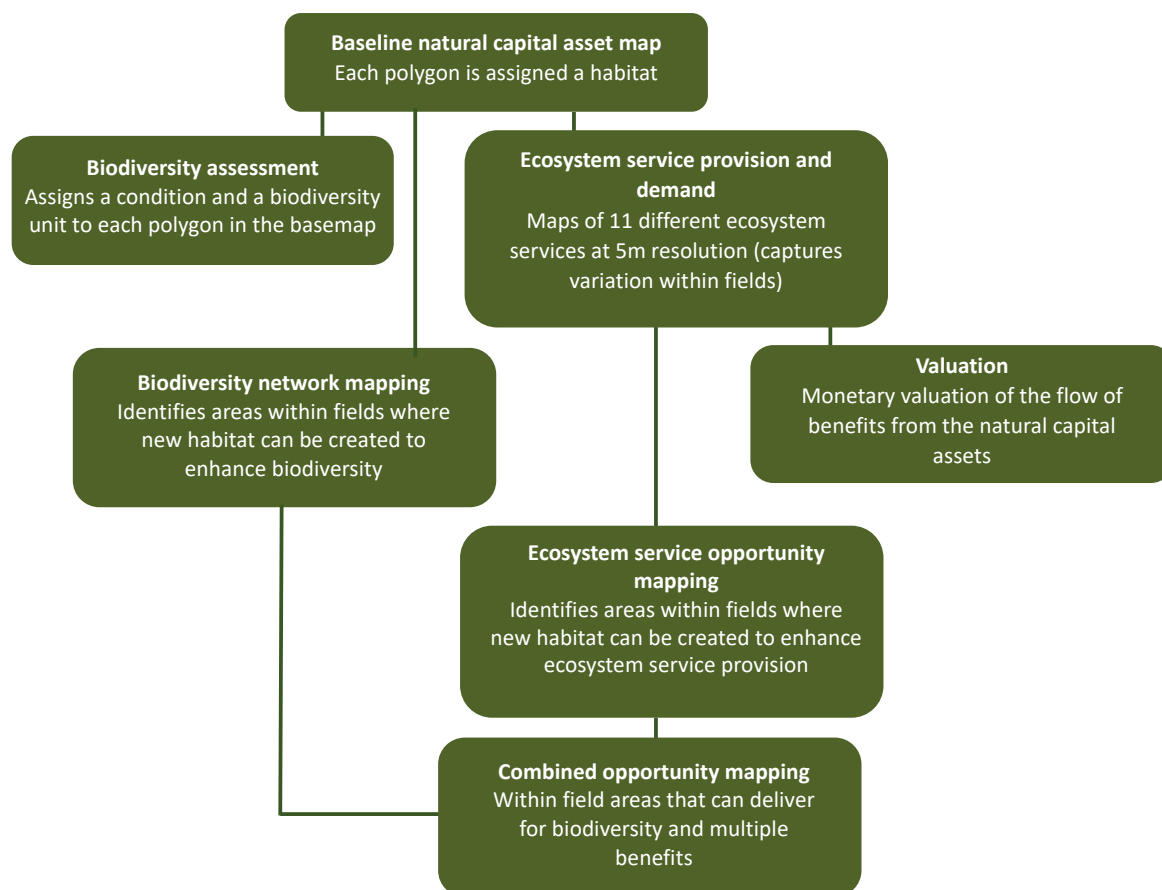 Baseline natural capital asset map
Each polygon is assigned a habitat
Biodiversity assessment
Assigns a condition and a biodiversity
unit to each polygon in the basemap
Ecosystem service provision and
demand
Maps of 11 different ecosystem
services at 5m resolution (captures
variation within fields)
Biodiversity network mapping
Identifies areas within fields where
new habitat can be created to
enhance biodiversity
Valuation
Monetary valuation of the flow of
benefits from the natural capital
assets
Ecosystem service opportunity
mapping
Identifies areas within fields where
new habitat can be created to enhance
ecosystem service provision
Combined opportunity mapping
Within field areas that can deliver
for biodiversity and multiple
benefits